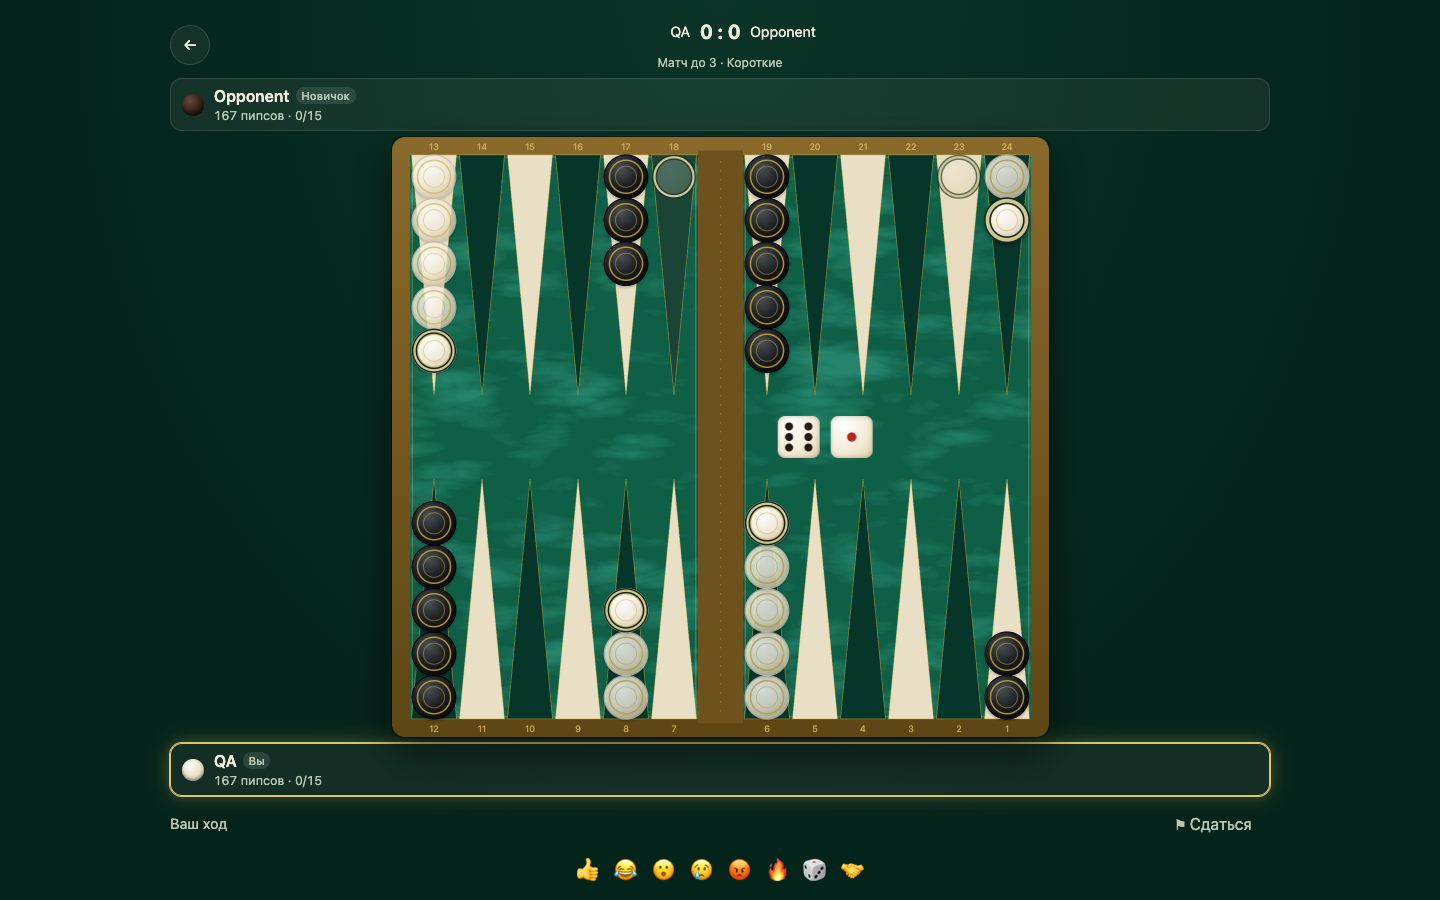 QA 0 : 0 Opponent
Матч до 3 · Короткие
Opponent Новичок
167 пипсов · 0/15
13 14 15 16 17 18 19 20 21 22 23 24
12 11 10 9 8 7 6 5 4 3 2 1
QA Вы
167 пипсов · 0/15
Ваш ход
⚑ Сдаться